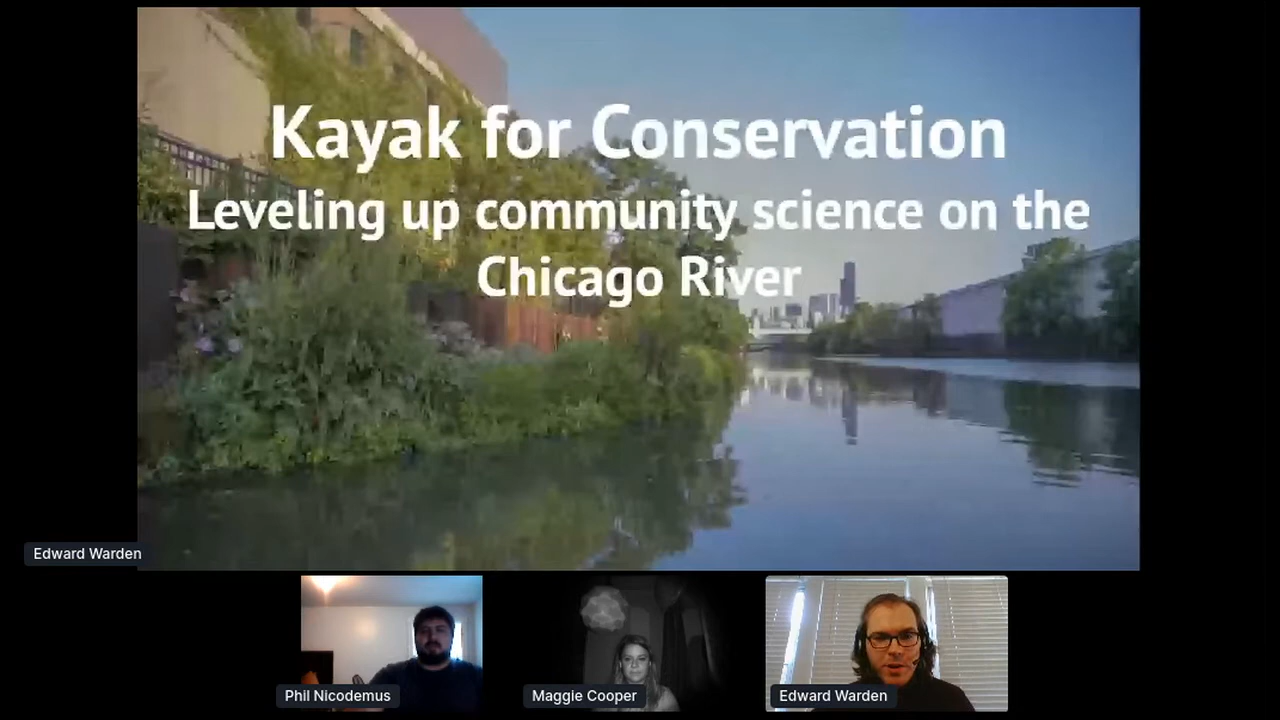 Kayak for Conservation
Leveling up community science on the
Chicago River
Edward Warden
Phil Nicodemus
Maggie Cooper
Edward Warden